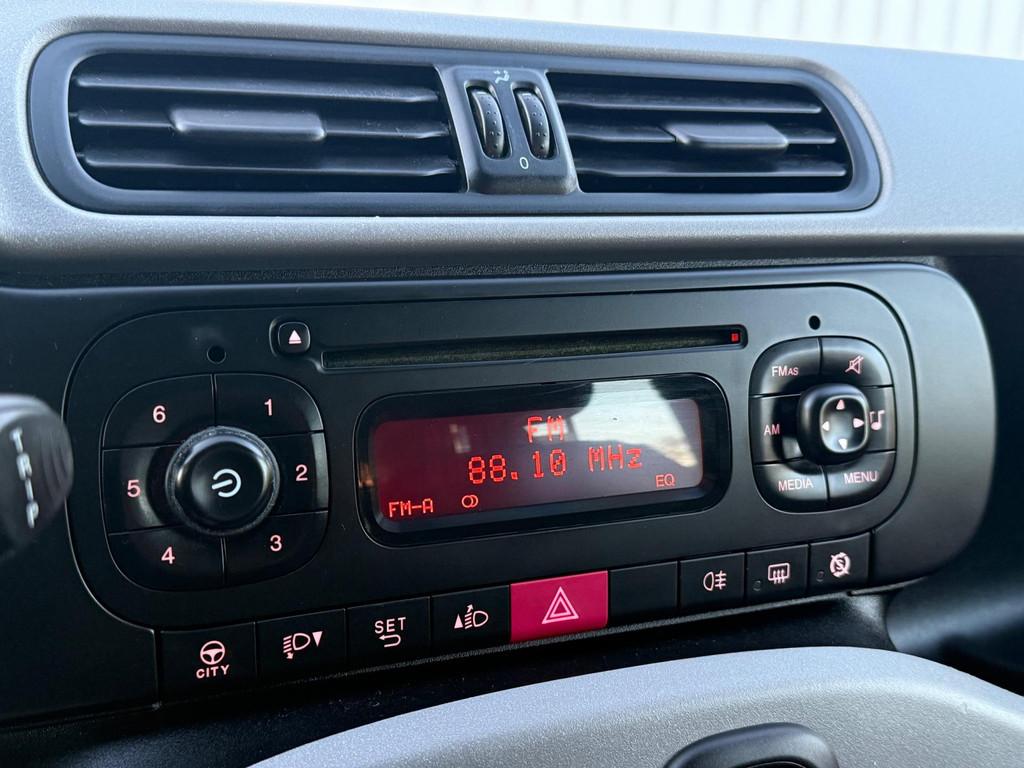 0
FMAS
6
1
AM
5
2
MEDIA
MENU
4
3
FM
88.10 MHz
FM-A
EQ
TRIP
CITY
SET